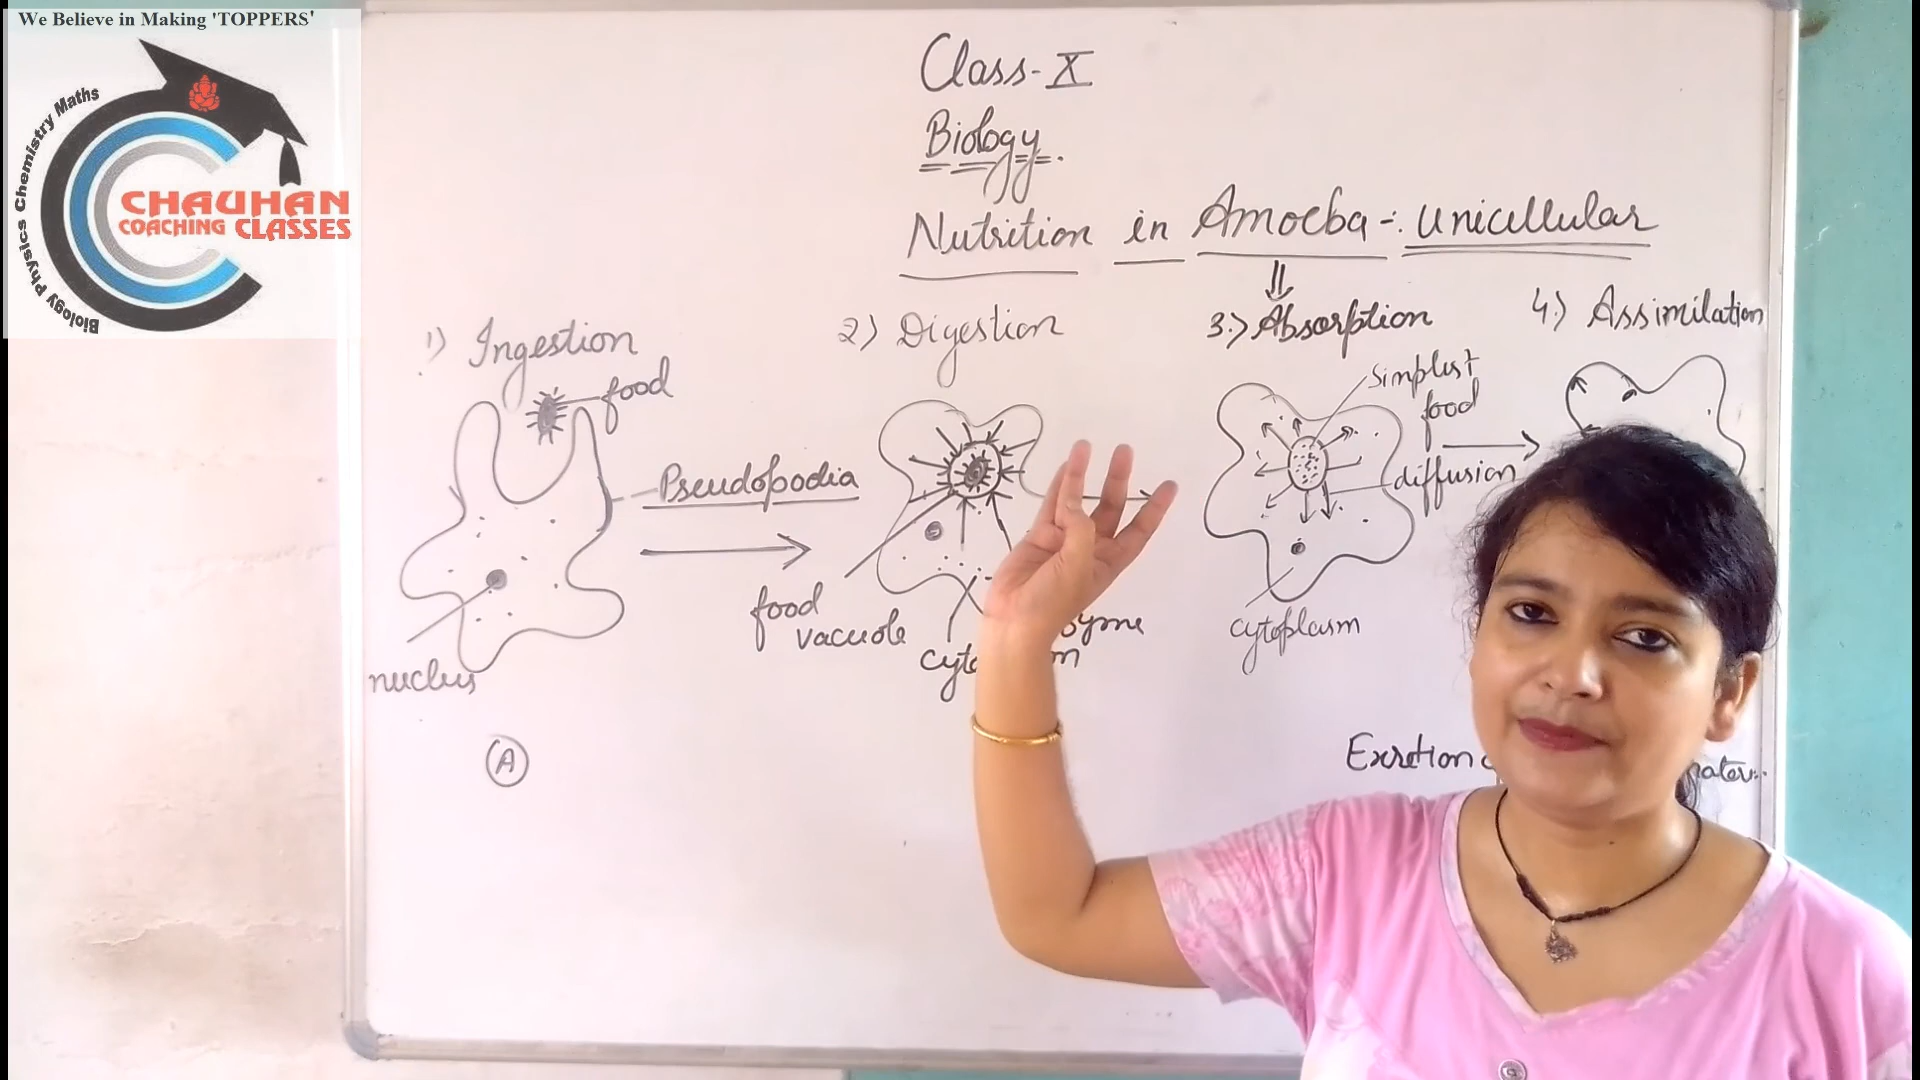 We Believe in Making 'TOPPERS'
Biology Physics Chemistry Maths
CHAUHAN
COACHING CLASSES
Class-X
Biology.
Nutrition in Amoeba-: Unicellular
1) Ingestion
2) Digestion
3.> Absorption
4.) Assimilation
food
Pseudopodia
nucleus
A
food
vacuole
simplest
food
diffusion
cytoplasm